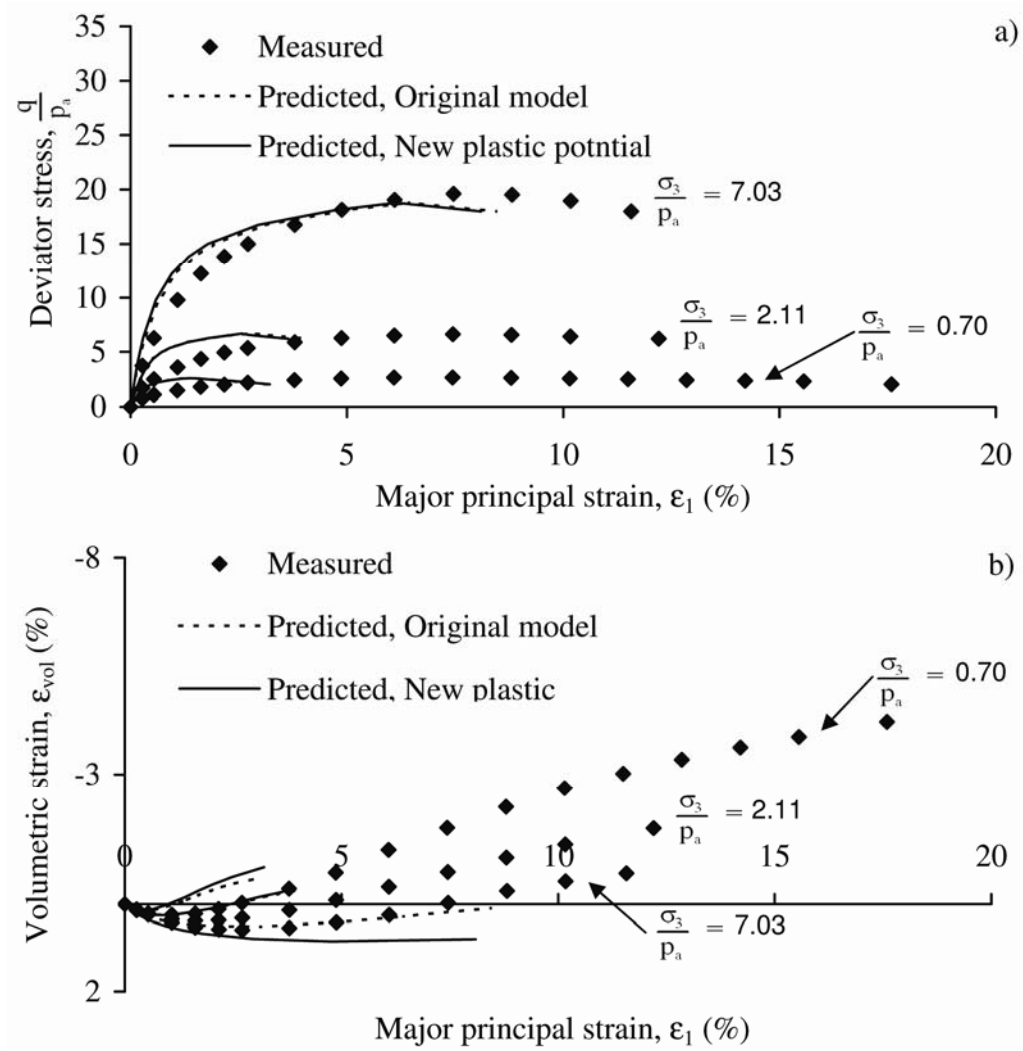 a)
35
30
25
20
15
10
5
0
Deviator stress, q/pₐ
Measured
Predicted, Original model
Predicted, New plastic potntial
σ₃/pₐ = 7.03
σ₃/pₐ = 2.11
σ₃/pₐ = 0.70
0 5 10 15 20
Major principal strain, ε₁ (%)
b)
-8
-3
2
Volumetric strain, εvol (%)
Measured
Predicted, Original model
Predicted, New plastic
σ₃/pₐ = 0.70
σ₃/pₐ = 2.11
0 5 10 15 20
σ₃/pₐ = 7.03
Major principal strain, ε₁ (%)